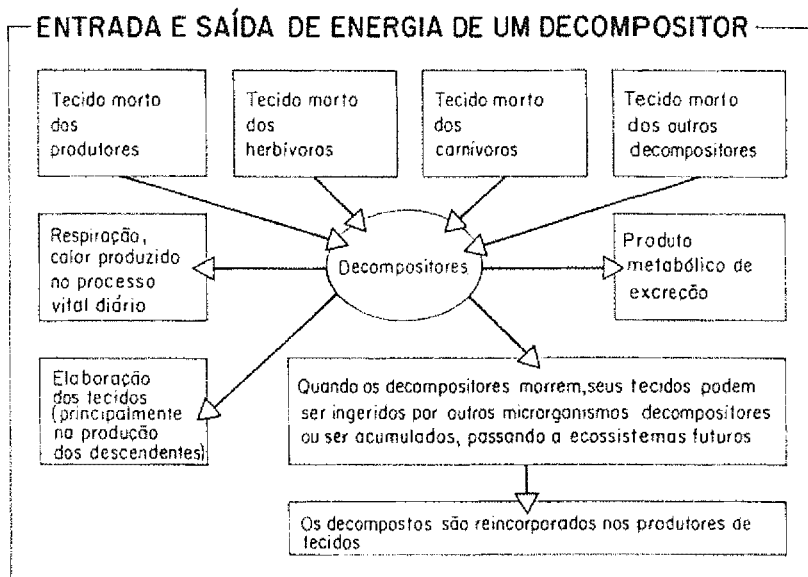 ENTRADA E SAÍDA DE ENERGIA DE UM DECOMPOSITOR
Tecido morto
dos
produtores
Tecido morto
dos
herbívoros
Tecido morto
dos
carnívoros
Tecido morto
dos outros
decompositores
Respiração,
calor produzido
no processo
vital diário
Decompositores
Produto
metabólico de
excreção
Elaboração
dos tecidos
(principalmente
na produção
dos descendentes)
Quando os decompositores morrem, seus tecidos podem
ser ingeridos por outros microrganismos decompositores
ou ser acumulados, passando a ecossistemas futuros
Os decompostos são reincorporados nos produtores de
tecidos